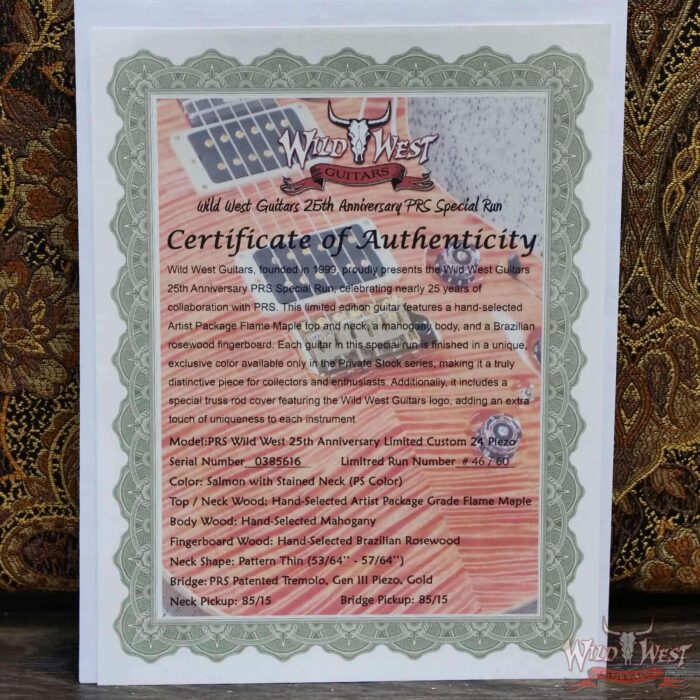 WILD WEST
GUITARS
Wild West Guitars 25th Anniversary PRS Special Run
Certificate of Authenticity
Wild West Guitars, founded in 1999, proudly presents the Wild West Guitars
25th Anniversary PRS Special Run, celebrating nearly 25 years of
collaboration with PRS. This limited edition guitar features a hand-selected
Artist Package Flame Maple top and neck, a mahogany body, and a Brazilian
rosewood fingerboard. Each guitar in this special run is finished in a unique,
exclusive color available only in the Private Stock series, making it a truly
distinctive piece for collectors and enthusiasts. Additionally, it includes a
special truss rod cover featuring the Wild West Guitars logo, adding an extra
touch of uniqueness to each instrument
Model:PRS Wild West 25th Anniversary Limited Custom 24 Piezo
Serial Number 0385616 Limitred Run Number # 46 / 60
Color: Salmon with Stained Neck (PS Color)
Top / Neck Wood: Hand-Selected Artist Package Grade Flame Maple
Body Wood: Hand-Selected Mahogany
Fingerboard Wood: Hand-Selected Brazilian Rosewood
Neck Shape: Pattern Thin (53/64'' - 57/64'')
Bridge: PRS Patented Tremolo, Gen III Piezo, Gold
Neck Pickup: 85/15 Bridge Pickup: 85/15
WILD WEST
GUITARS